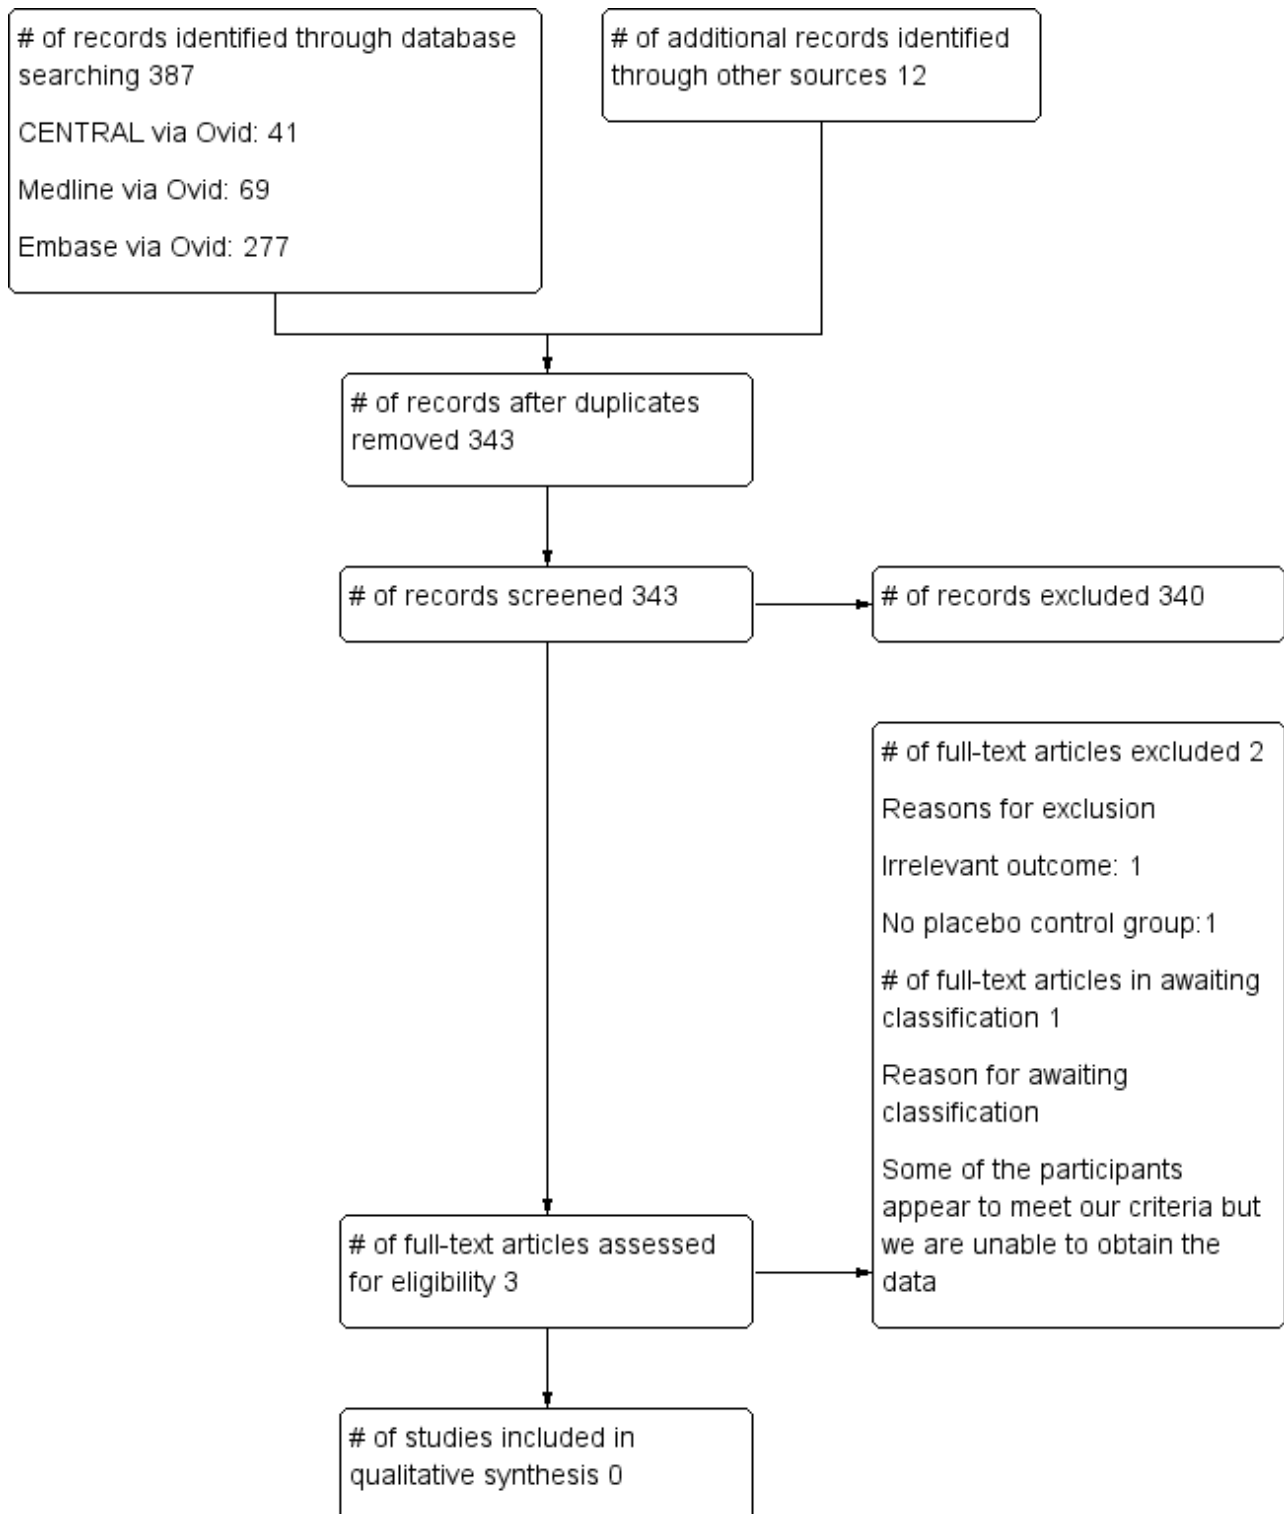 # of records identified through database
searching 387
CENTRAL via Ovid: 41
Medline via Ovid: 69
Embase via Ovid: 277
# of additional records identified
through other sources 12
# of records after duplicates
removed 343
# of records screened 343
# of records excluded 340
# of full-text articles excluded 2
Reasons for exclusion
Irrelevant outcome: 1
No placebo control group:1
# of full-text articles in awaiting
classification 1
Reason for awaiting
classification
Some of the participants
appear to meet our criteria but
we are unable to obtain the
data
# of full-text articles assessed
for eligibility 3
# of studies included in
qualitative synthesis 0